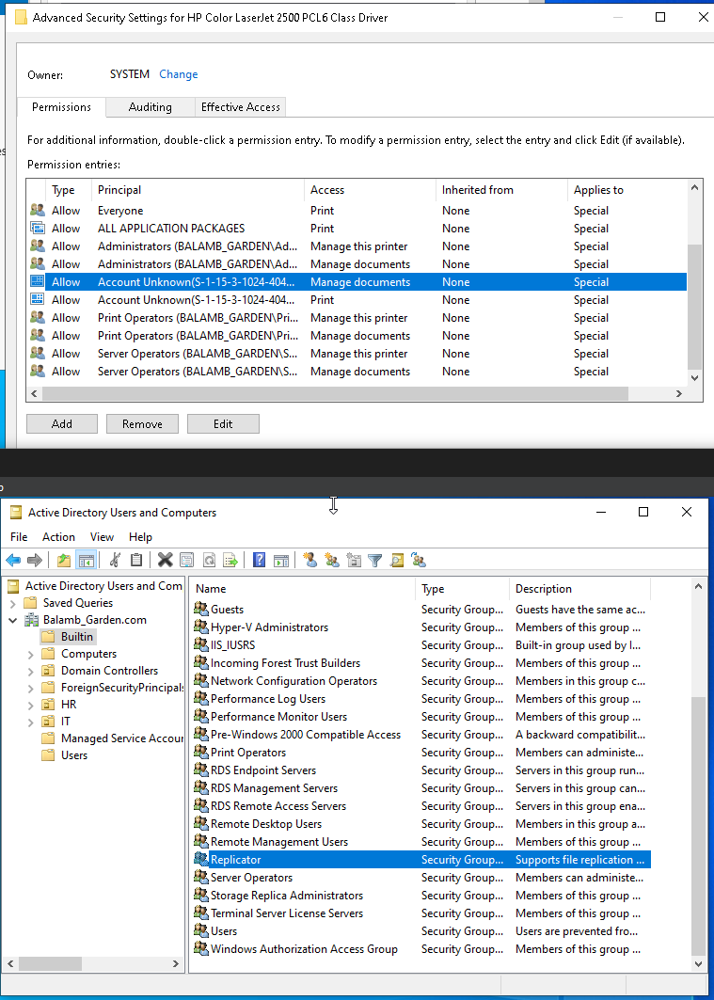 Advanced Security Settings for HP Color LaserJet 2500 PCL6 Class Driver
Owner: SYSTEM Change
Permissions Auditing Effective Access
For additional information, double-click a permission entry. To modify a permission entry, select the entry and click Edit (if available).
Permission entries:
Type Principal Access Inherited from Applies to
Allow Everyone Print None Special
Allow ALL APPLICATION PACKAGES Print None Special
Allow Administrators (BALAMB_GARDEN\Ad... Manage this printer None Special
Allow Administrators (BALAMB_GARDEN\Ad... Manage documents None Special
Allow Account Unknown(S-1-15-3-1024-404... Manage documents None Special
Allow Account Unknown(S-1-15-3-1024-404... Print None Special
Allow Print Operators (BALAMB_GARDEN\Pri... Manage this printer None Special
Allow Print Operators (BALAMB_GARDEN\Pri... Manage documents None Special
Allow Server Operators (BALAMB_GARDEN\S... Manage this printer None Special
Allow Server Operators (BALAMB_GARDEN\S... Manage documents None Special
Add Remove Edit
Active Directory Users and Computers
File Action View Help
Active Directory Users and Com
Saved Queries
Balamb_Garden.com
Builtin
Computers
Domain Controllers
ForeignSecurityPrincipals
HR
IT
Managed Service Accour
Users
Name Type Description
Guests Security Group... Guests have the same ac...
Hyper-V Administrators Security Group... Members of this group ...
IIS_IUSRS Security Group... Built-in group used by I...
Incoming Forest Trust Builders Security Group... Members of this group ...
Network Configuration Operators Security Group... Members in this group c...
Performance Log Users Security Group... Members of this group ...
Performance Monitor Users Security Group... Members of this group ...
Pre-Windows 2000 Compatible Access Security Group... A backward compatibilit...
Print Operators Security Group... Members can administe...
RDS Endpoint Servers Security Group... Servers in this group run...
RDS Management Servers Security Group... Servers in this group can...
RDS Remote Access Servers Security Group... Servers in this group ena...
Remote Desktop Users Security Group... Members in this group a...
Remote Management Users Security Group... Members of this group ...
Replicator Security Group... Supports file replication ...
Server Operators Security Group... Members can administe...
Storage Replica Administrators Security Group... Members of this group ...
Terminal Server License Servers Security Group... Members of this group ...
Users Security Group... Users are prevented fro...
Windows Authorization Access Group Security Group... Members of this group ...